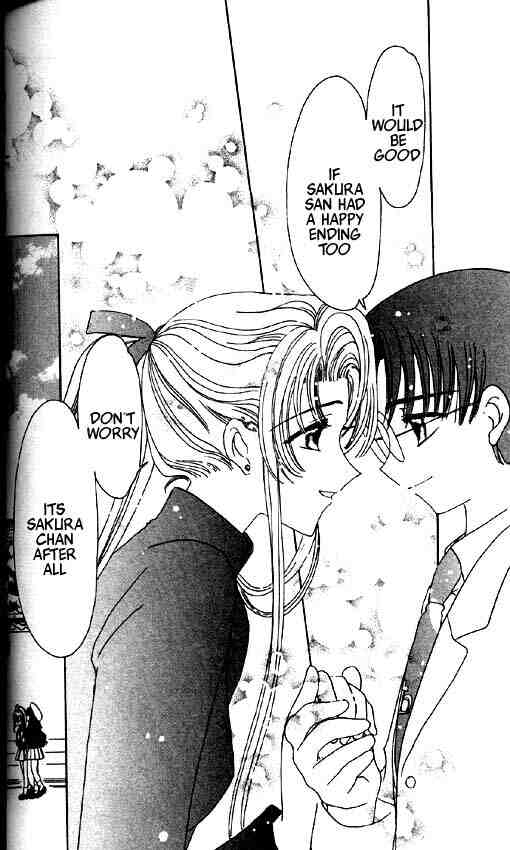 IT
WOULD
BE
GOOD
IF
SAKURA
SAN HAD
A HAPPY
ENDING
TOO
DON'T
WORRY
ITS
SAKURA
CHAN
AFTER
ALL